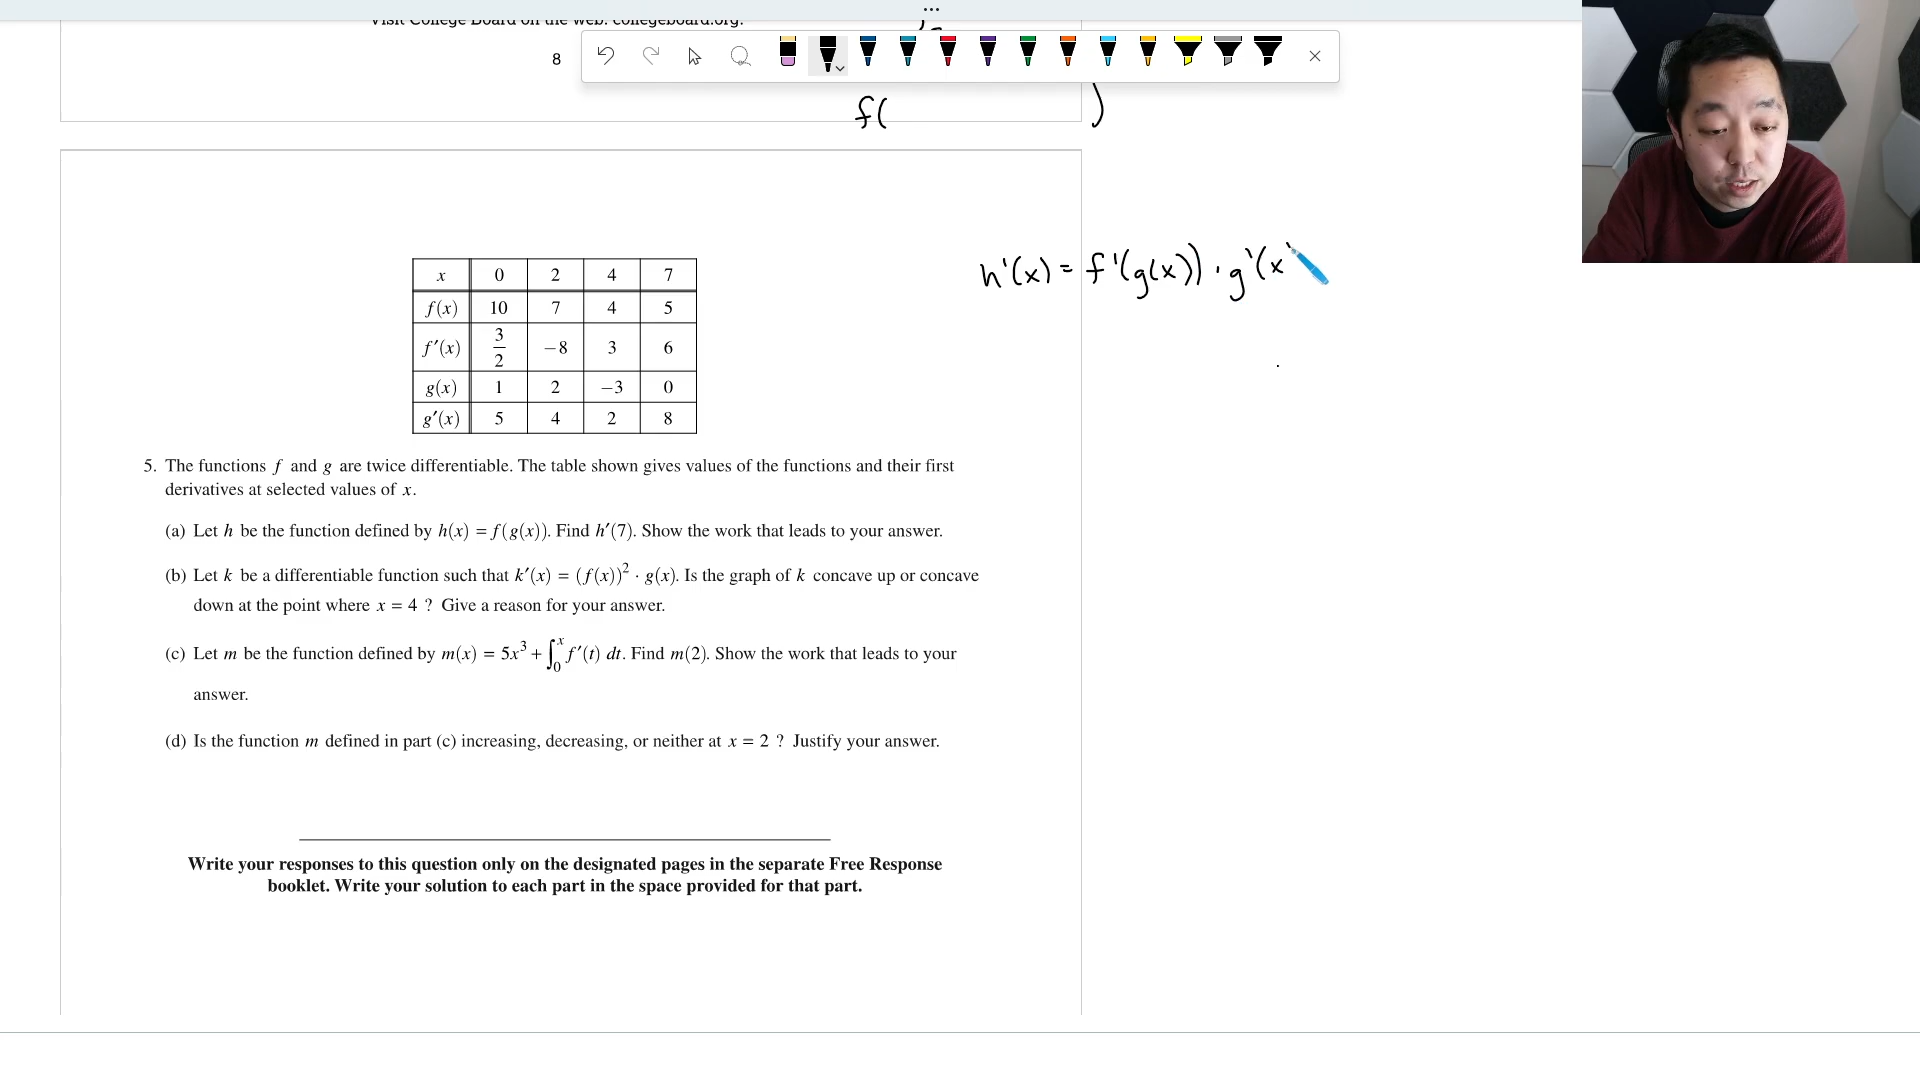 Visit College Board on the web: collegeboard.org.
8
f( )
h'(x) = f'(g(x)) · g'(x)
x 0 2 4 7
f(x) 10 7 4 5
f′(x) 3/2 −8 3 6
g(x) 1 2 −3 0
g′(x) 5 4 2 8
5. The functions f and g are twice differentiable. The table shown gives values of the functions and their first
derivatives at selected values of x.
(a) Let h be the function defined by h(x) = f(g(x)). Find h′(7). Show the work that leads to your answer.
(b) Let k be a differentiable function such that k′(x) = (f(x))² · g(x). Is the graph of k concave up or concave
down at the point where x = 4 ? Give a reason for your answer.
(c) Let m be the function defined by m(x) = 5x³ + ∫₀ˣ f′(t) dt. Find m(2). Show the work that leads to your
answer.
(d) Is the function m defined in part (c) increasing, decreasing, or neither at x = 2 ? Justify your answer.
Write your responses to this question only on the designated pages in the separate Free Response
booklet. Write your solution to each part in the space provided for that part.